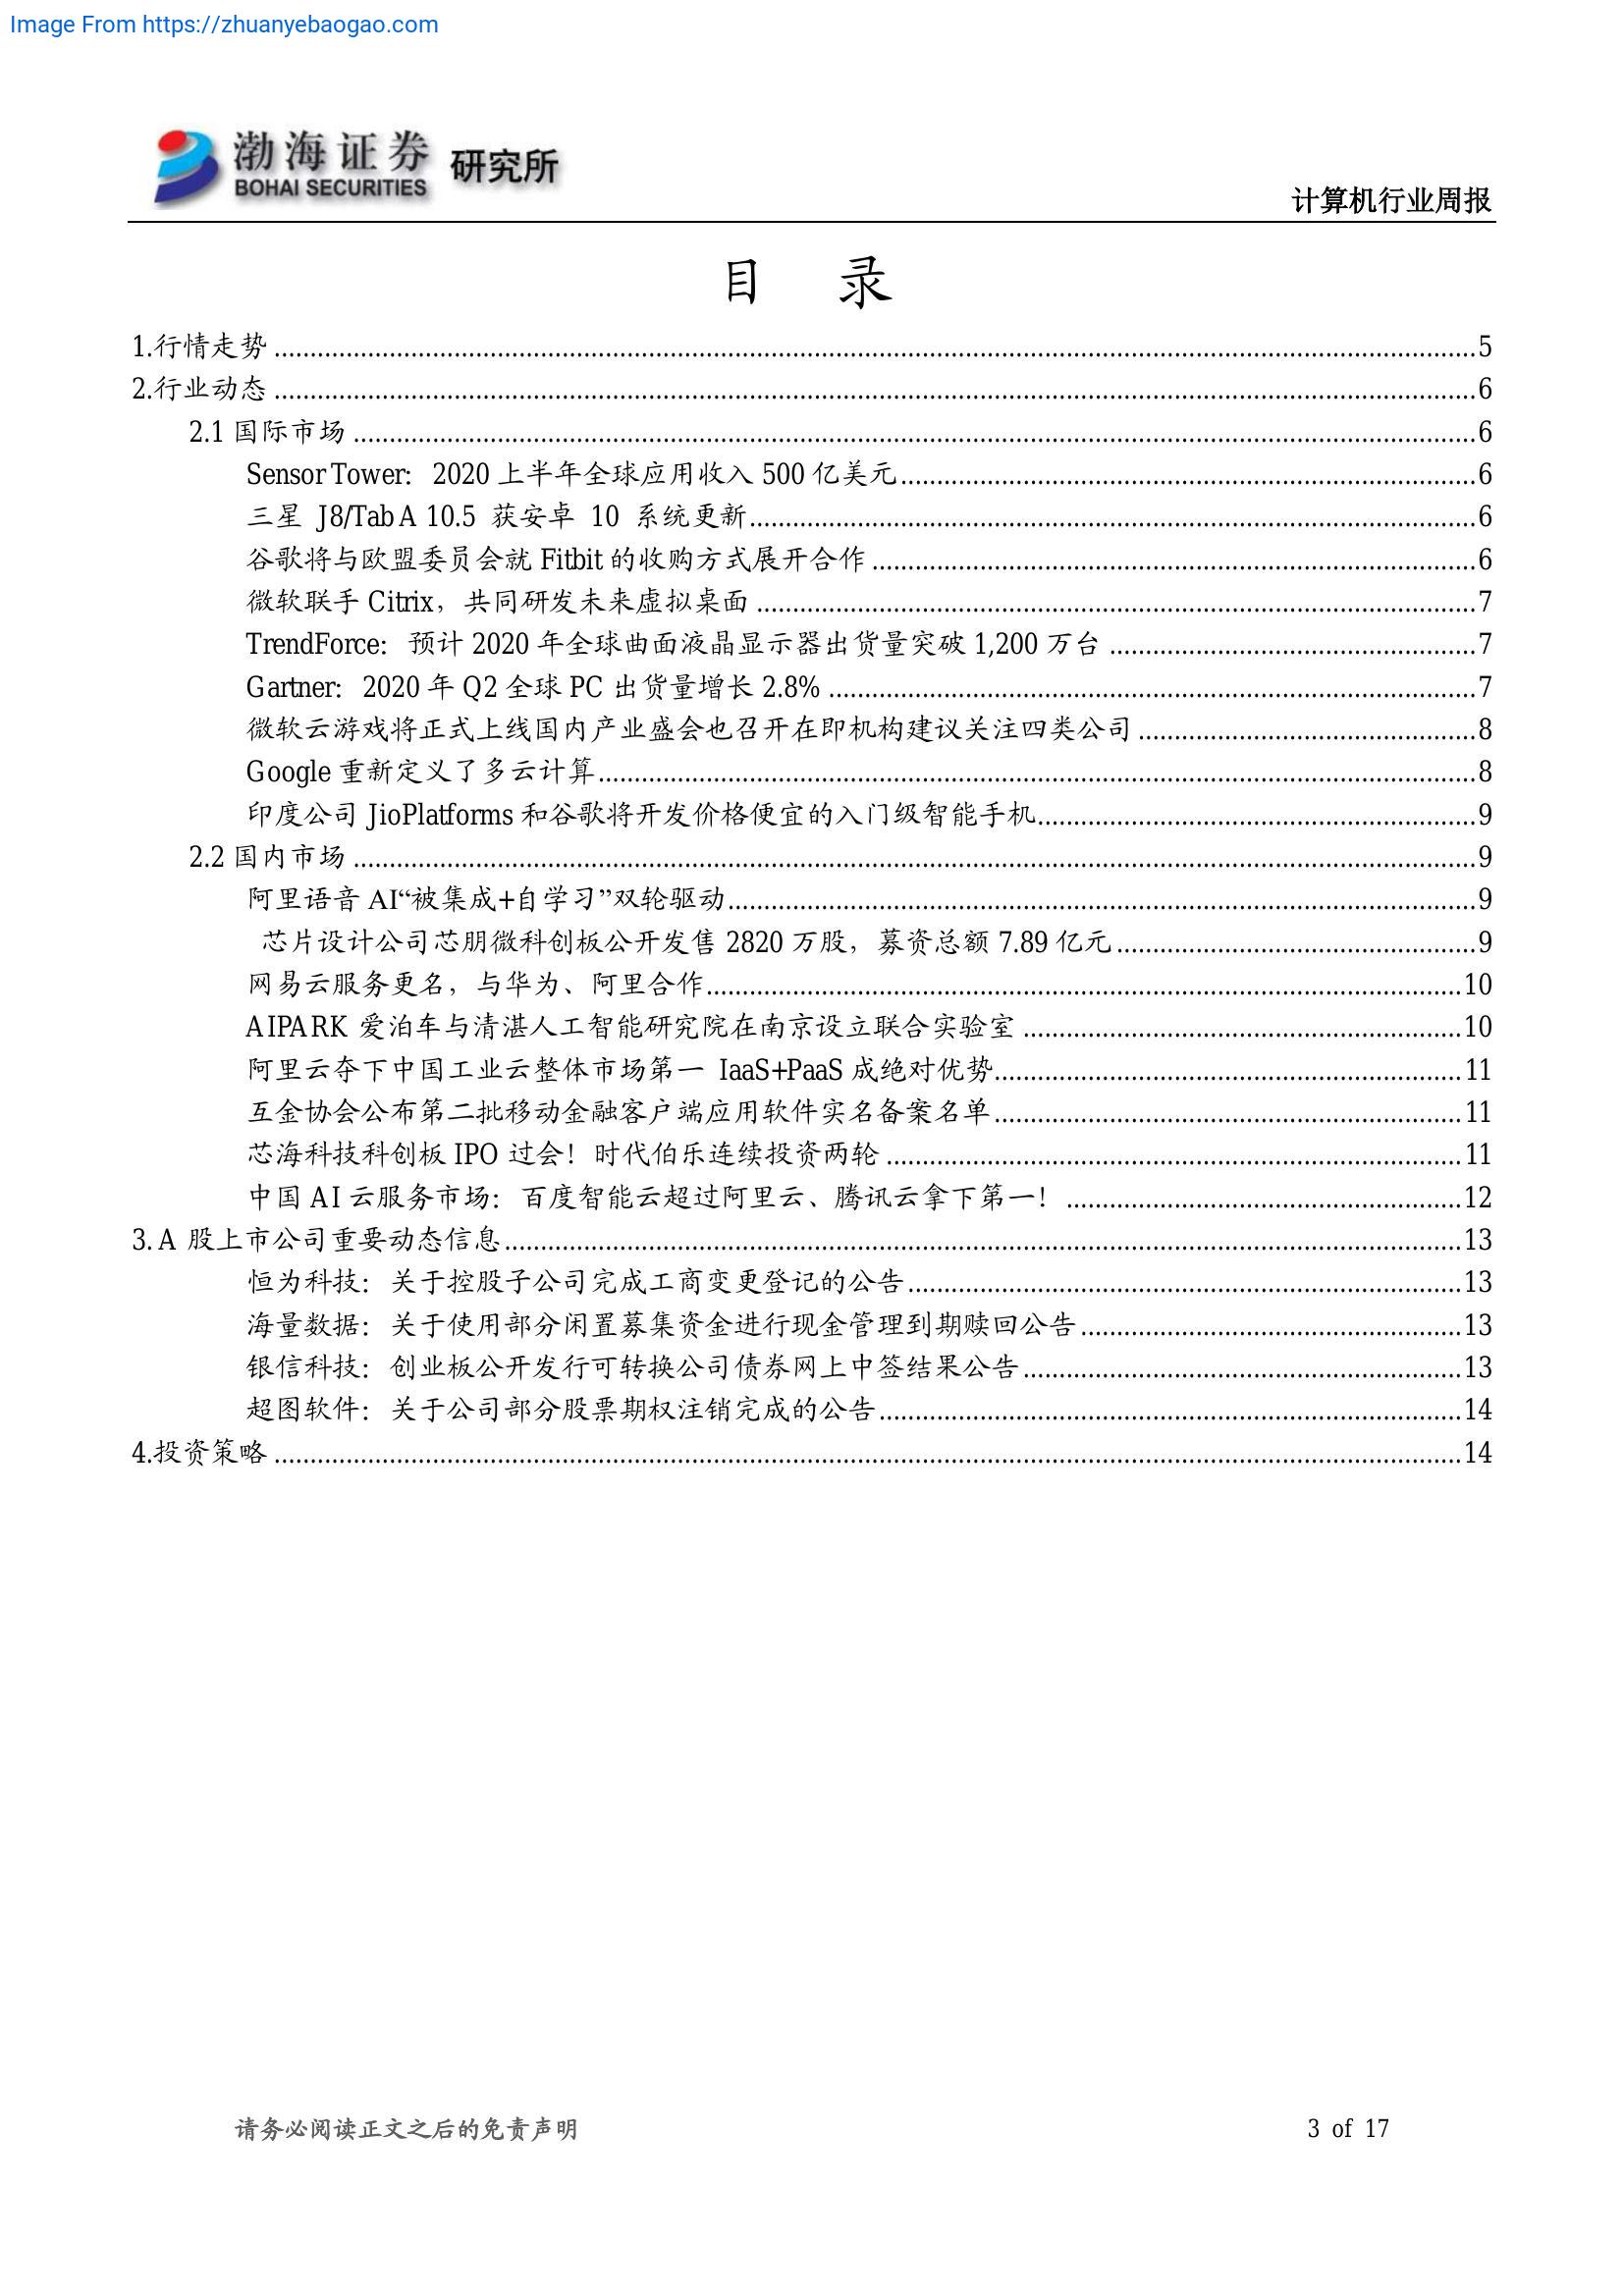 Image From https://zhuanyebaogao.com
渤海证券 研究所
BOHAI SECURITIES
计算机行业周报
目 录
1.行情走势 ........ 5
2.行业动态 ........ 6
2.1 国际市场 ........ 6
Sensor Tower：2020 上半年全球应用收入 500 亿美元 ........ 6
三星 J8/Tab A 10.5 获安卓 10 系统更新 ........ 6
谷歌将与欧盟委员会就 Fitbit 的收购方式展开合作 ........ 6
微软联手 Citrix，共同研发未来虚拟桌面 ........ 7
TrendForce：预计 2020 年全球曲面液晶显示器出货量突破 1,200 万台 ........ 7
Gartner：2020 年 Q2 全球 PC 出货量增长 2.8% ........ 7
微软云游戏将正式上线国内产业盛会也召开在即机构建议关注四类公司 ........ 8
Google 重新定义了多云计算 ........ 8
印度公司 JioPlatforms 和谷歌将开发价格便宜的入门级智能手机 ........ 9
2.2 国内市场 ........ 9
阿里语音 AI“被集成+自学习”双轮驱动 ........ 9
芯片设计公司芯朋微科创板公开发售 2820 万股，募资总额 7.89 亿元 ........ 9
网易云服务更名，与华为、阿里合作 ........ 10
AIPARK 爱泊车与清湛人工智能研究院在南京设立联合实验室 ........ 10
阿里云夺下中国工业云整体市场第一 IaaS+PaaS 成绝对优势 ........ 11
互金协会公布第二批移动金融客户端应用软件实名备案名单 ........ 11
芯海科技科创板 IPO 过会！时代伯乐连续投资两轮 ........ 11
中国 AI 云服务市场：百度智能云超过阿里云、腾讯云拿下第一！ ........ 12
3. A 股上市公司重要动态信息 ........ 13
恒为科技：关于控股子公司完成工商变更登记的公告 ........ 13
海量数据：关于使用部分闲置募集资金进行现金管理到期赎回公告 ........ 13
银信科技：创业板公开发行可转换公司债券网上中签结果公告 ........ 13
超图软件：关于公司部分股票期权注销完成的公告 ........ 14
4.投资策略 ........ 14
请务必阅读正文之后的免责声明
3 of 17